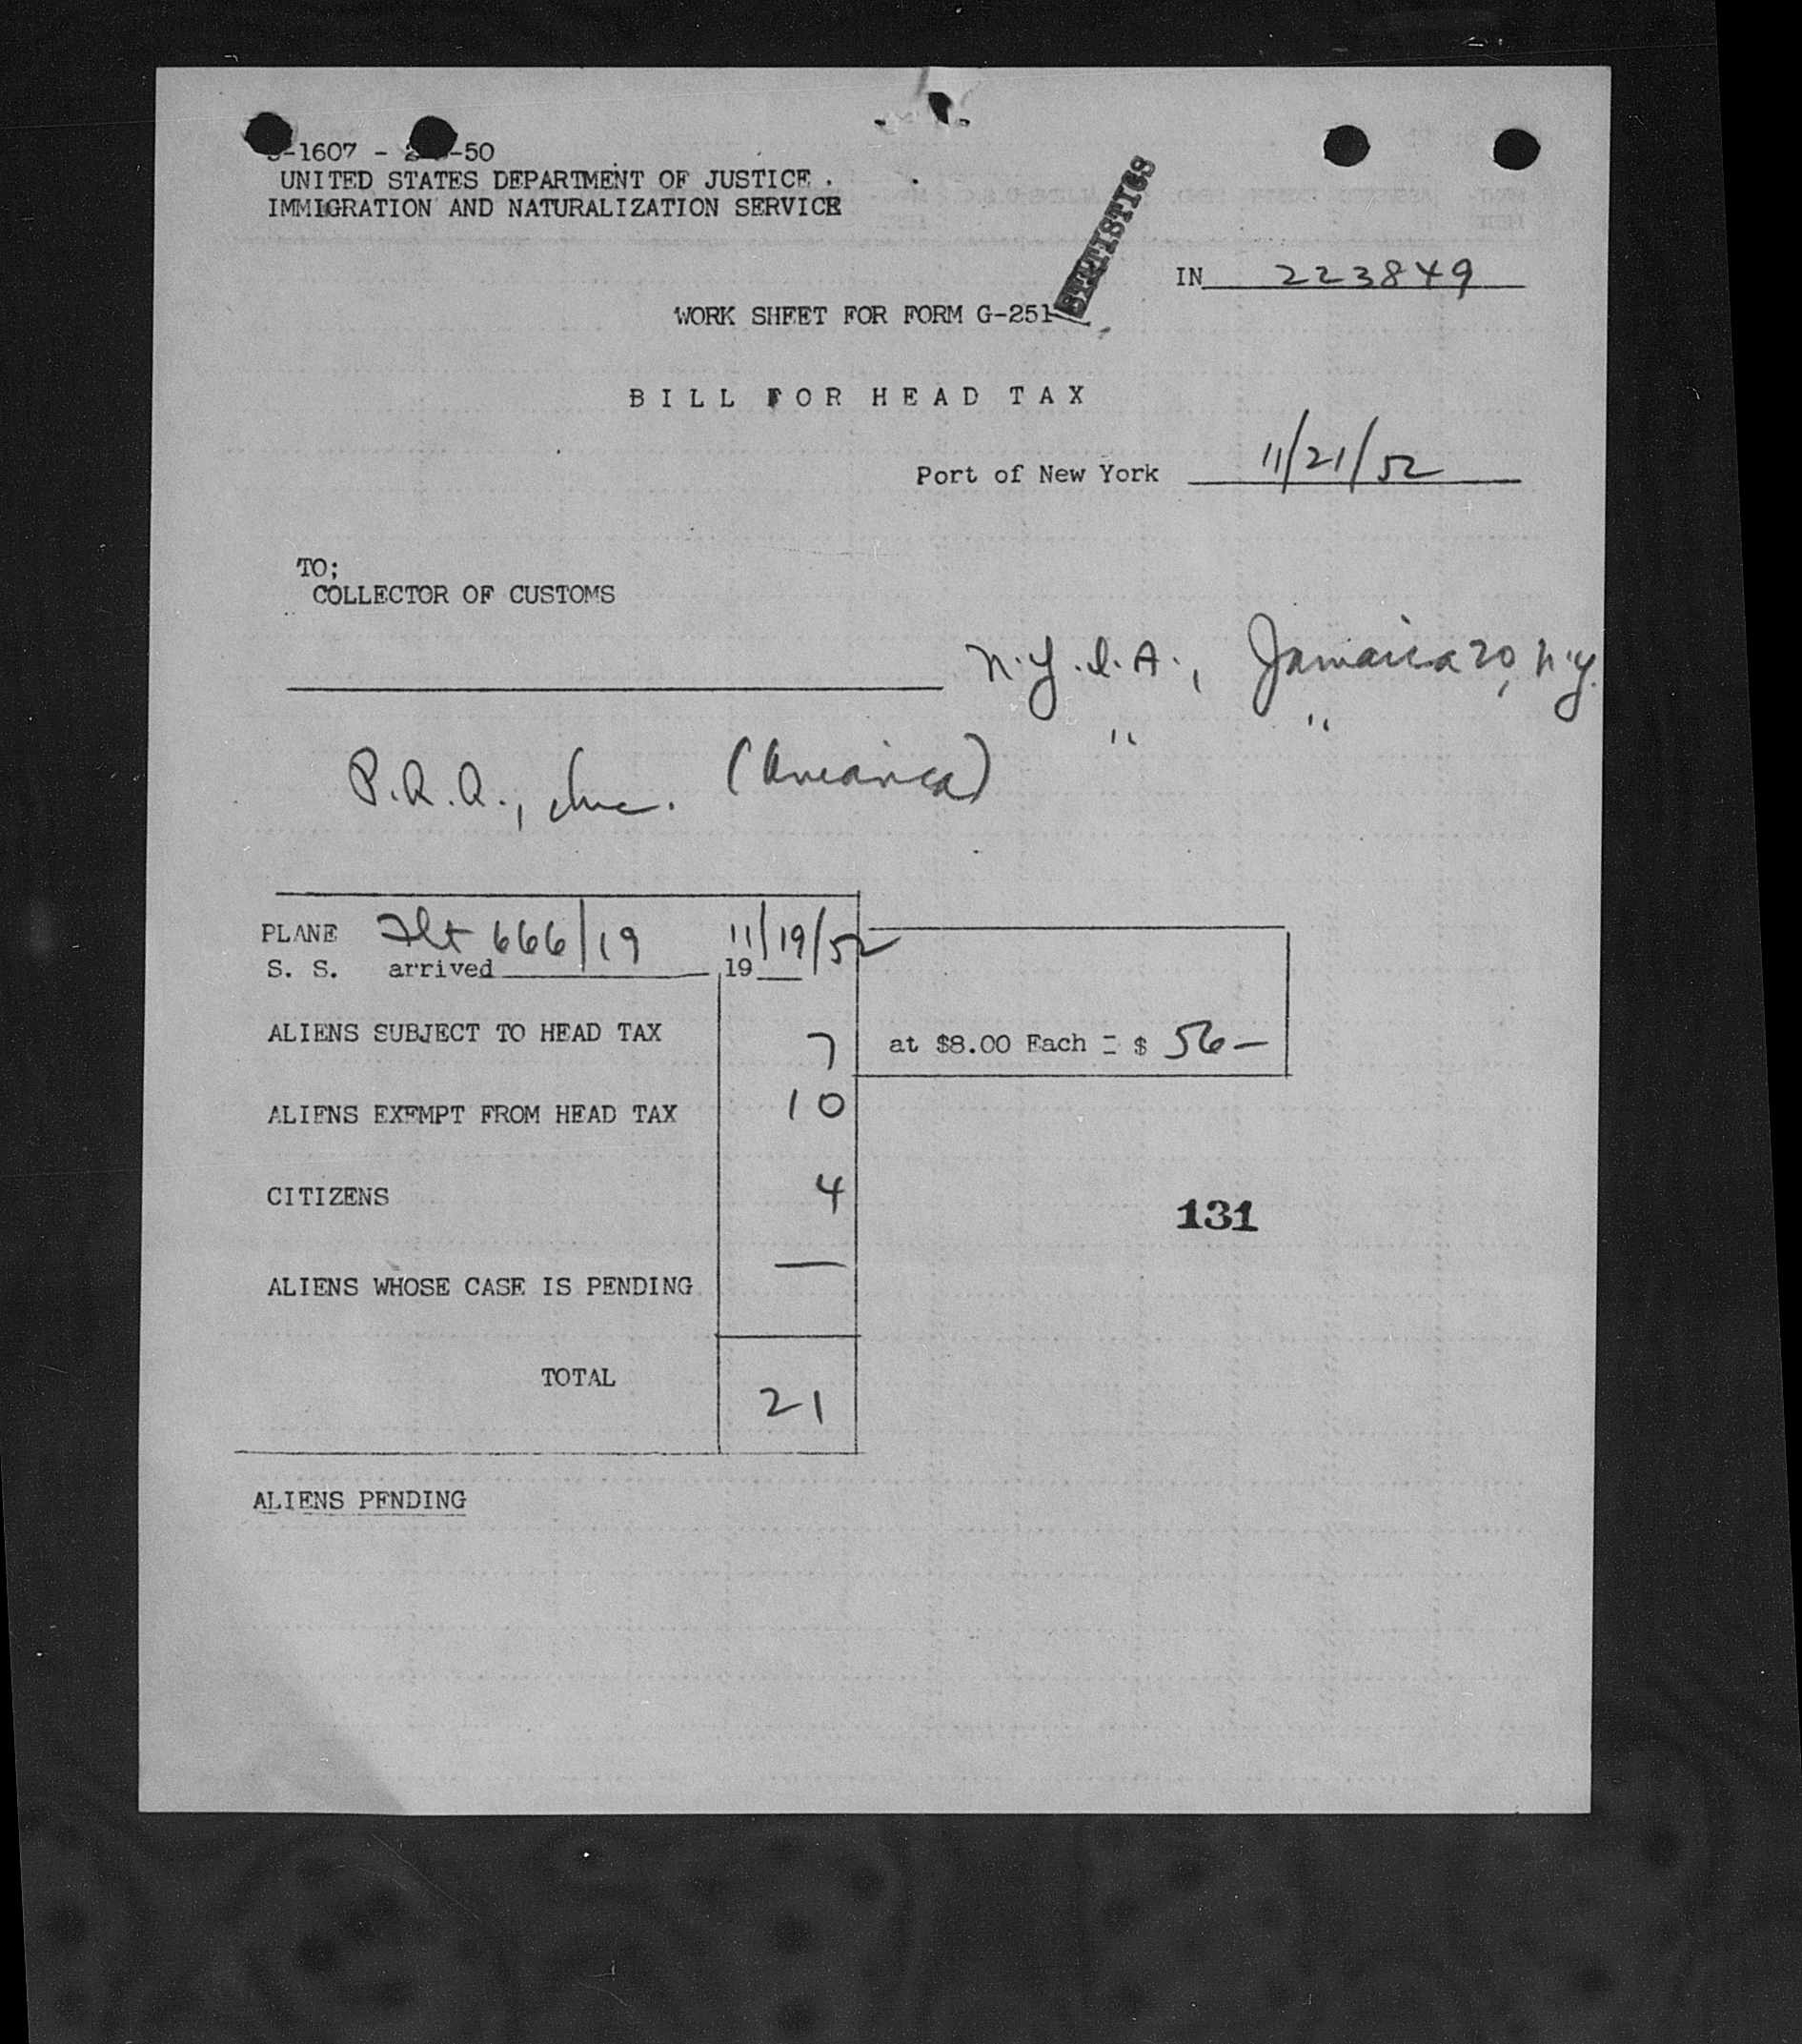 -1607 - -50
UNITED STATES DEPARTMENT OF JUSTICE
IMMIGRATION AND NATURALIZATION SERVICE
STATISTICS
IN 223849
WORK SHEET FOR FORM G-251
BILL FOR HEAD TAX
Port of New York 11/21/52
TO;
COLLECTOR OF CUSTOMS
N.Y.I.A., Jamaica 20, N.Y.
" "
Inc. (America)
PLANE Flt 666/19 11/19/52
S. S. arrived 19
ALIENS SUBJECT TO HEAD TAX 7 at $8.00 Each = $ 56 —
ALIENS EXEMPT FROM HEAD TAX 10
CITIZENS 4
131
ALIENS WHOSE CASE IS PENDING —
TOTAL 21
ALIENS PENDING